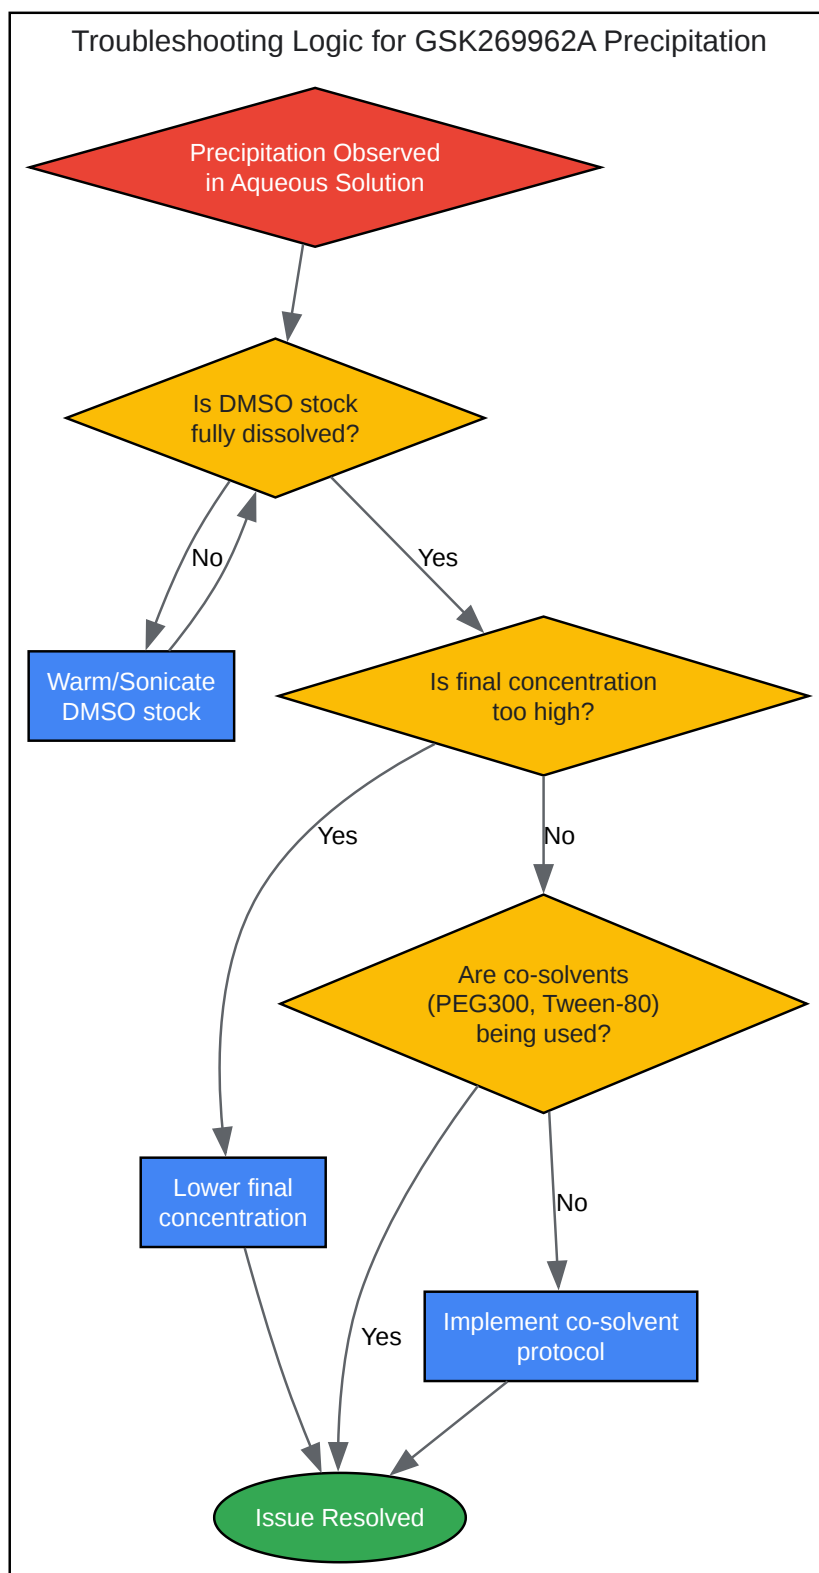 Troubleshooting Logic for GSK269962A Precipitation
Precipitation Observed
in Aqueous Solution
Is DMSO stock
fully dissolved?
No
Yes
Warm/Sonicate
DMSO stock
Is final concentration
too high?
Yes
No
Are co-solvents
(PEG300, Tween-80)
being used?
Lower final
concentration
No
Yes
Implement co-solvent
protocol
Issue Resolved